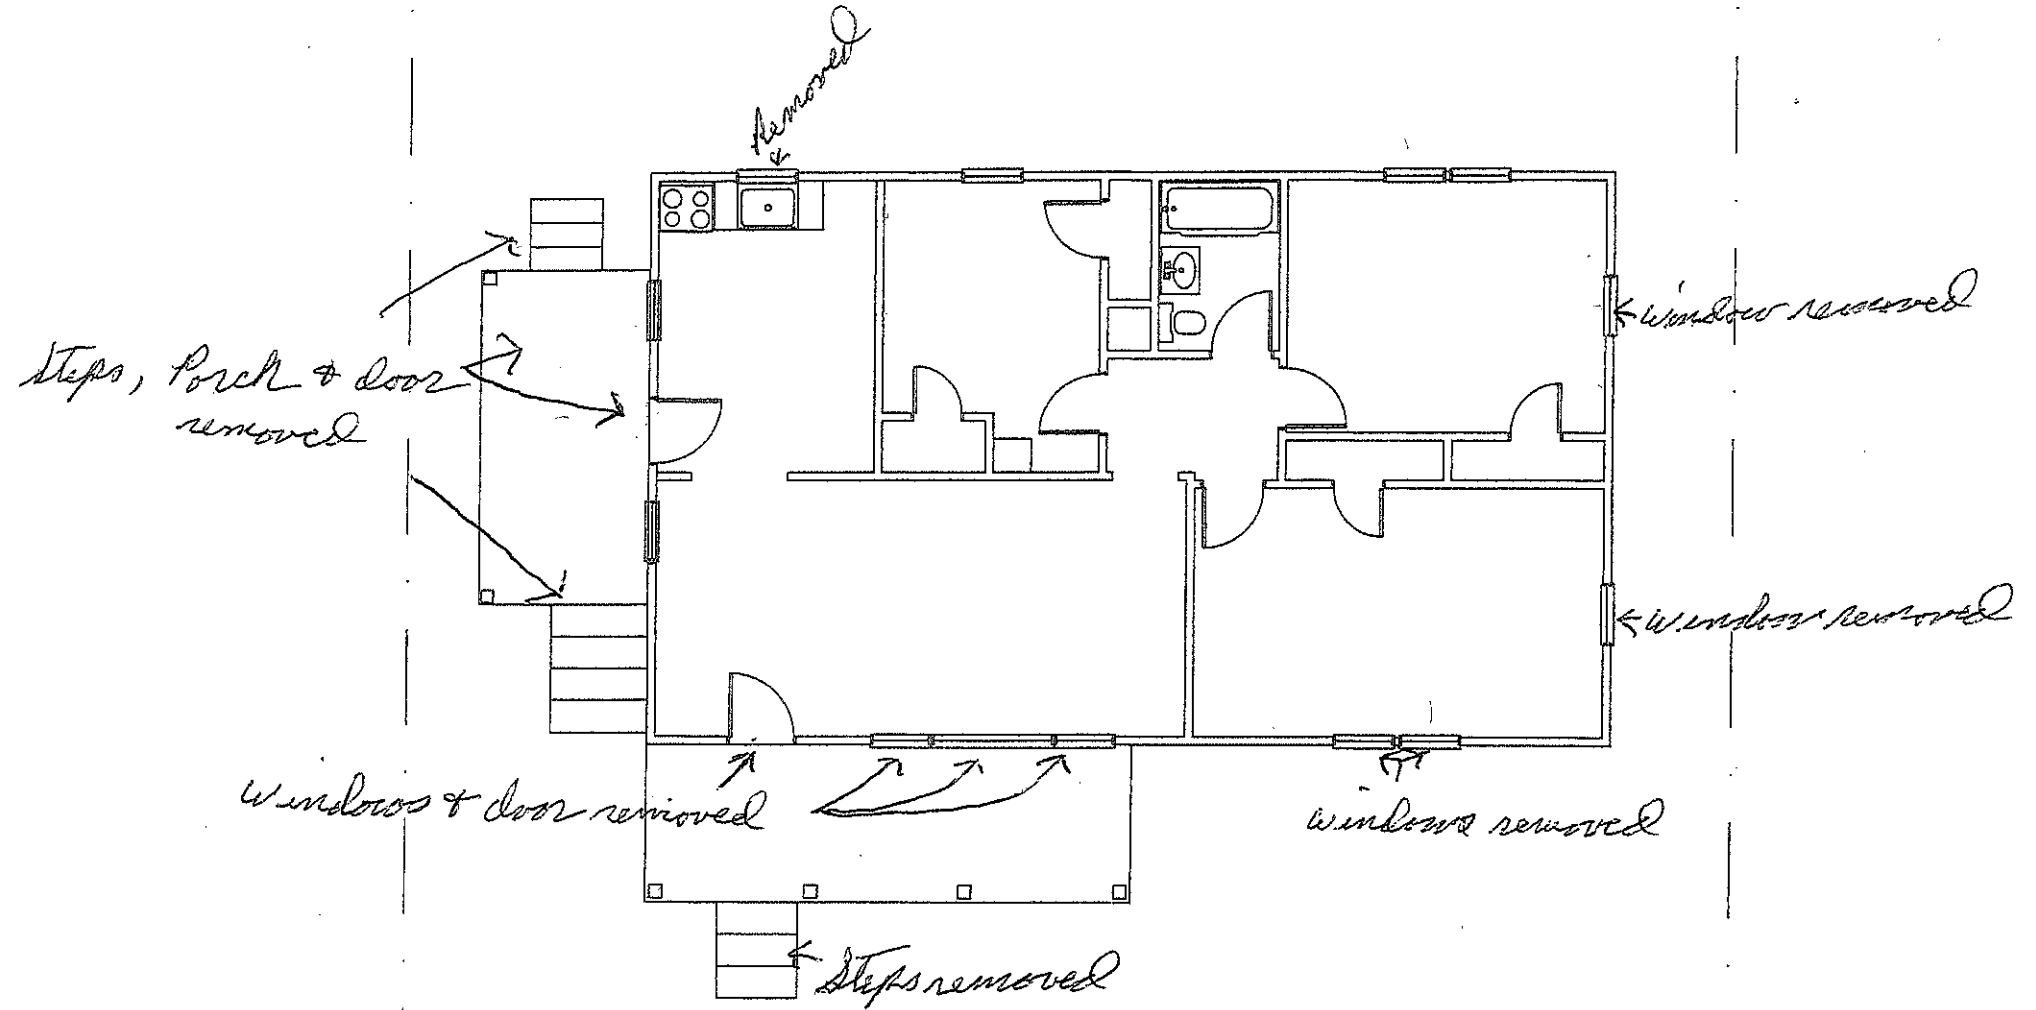 Removed
window removed
Steps, Porch & door
removed
window removed
windows & door removed
windows removed
Steps removed